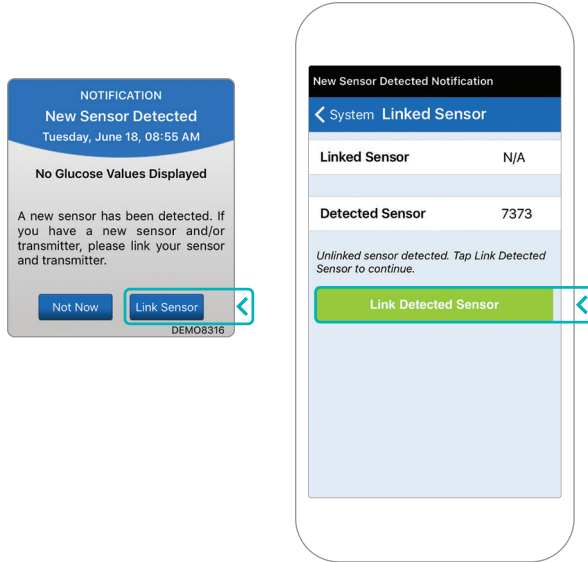 NOTIFICATION
New Sensor Detected
Tuesday, June 18, 08:55 AM
No Glucose Values Displayed
A new sensor has been detected. If
you have a new sensor and/or
transmitter, please link your sensor
and transmitter.
Not Now
Link Sensor
DEMO8316
New Sensor Detected Notification
System Linked Sensor
Linked Sensor N/A
Detected Sensor 7373
Unlinked sensor detected. Tap Link Detected
Sensor to continue.
Link Detected Sensor